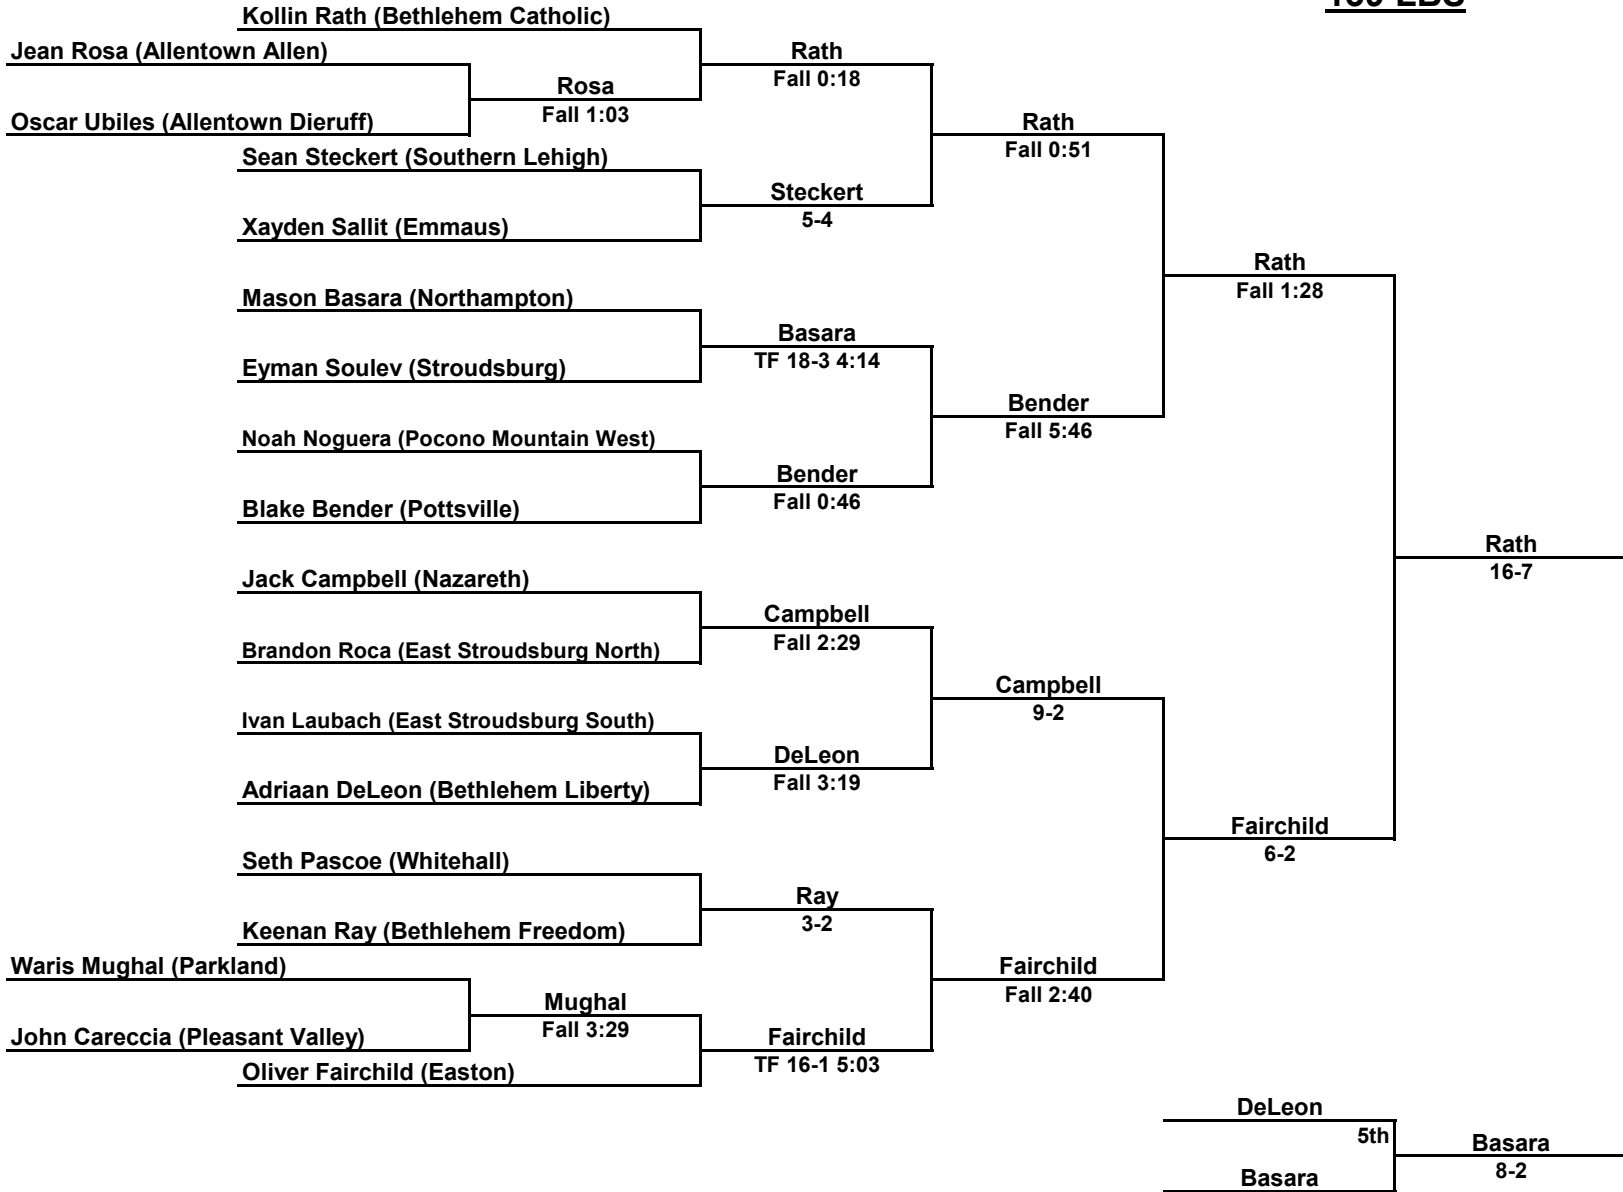 LBS
Kollin Rath (Bethlehem Catholic)
Jean Rosa (Allentown Allen)
Rath
Fall 0:18
Rosa
Fall 1:03
Oscar Ubiles (Allentown Dieruff)
Rath
Fall 0:51
Sean Steckert (Southern Lehigh)
Steckert
5-4
Xayden Sallit (Emmaus)
Rath
Fall 1:28
Mason Basara (Northampton)
Basara
TF 18-3 4:14
Eyman Soulev (Stroudsburg)
Bender
Fall 5:46
Noah Noguera (Pocono Mountain West)
Bender
Fall 0:46
Blake Bender (Pottsville)
Rath
16-7
Jack Campbell (Nazareth)
Campbell
Fall 2:29
Brandon Roca (East Stroudsburg North)
Campbell
9-2
Ivan Laubach (East Stroudsburg South)
DeLeon
Fall 3:19
Adriaan DeLeon (Bethlehem Liberty)
Fairchild
6-2
Seth Pascoe (Whitehall)
Ray
3-2
Keenan Ray (Bethlehem Freedom)
Waris Mughal (Parkland)
Fairchild
Fall 2:40
Mughal
Fall 3:29
John Careccia (Pleasant Valley)
Fairchild
TF 16-1 5:03
Oliver Fairchild (Easton)
DeLeon
5th
Basara
8-2
Basara